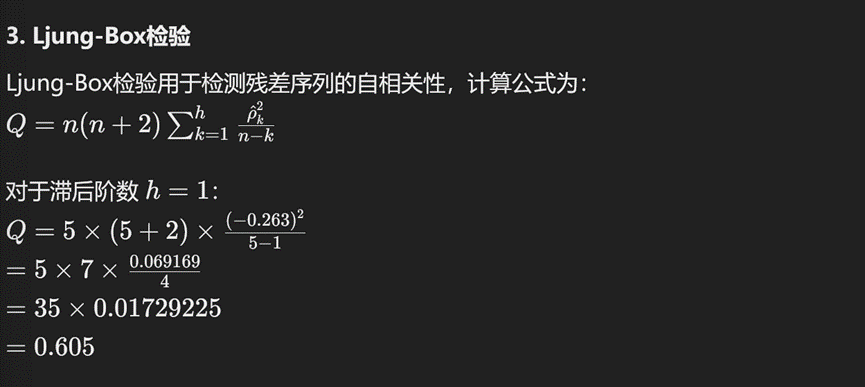 3. Ljung-Box检验
Ljung-Box检验用于检测残差序列的自相关性，计算公式为：
$Q = n(n+2)\sum_{k=1}^{h} \frac{\hat{\rho}_k^2}{n-k}$
对于滞后阶数 $h = 1$：
$Q = 5 \times (5+2) \times \frac{(-0.263)^2}{5-1}$
$= 5 \times 7 \times \frac{0.069169}{4}$
$= 35 \times 0.01729225$
$= 0.605$